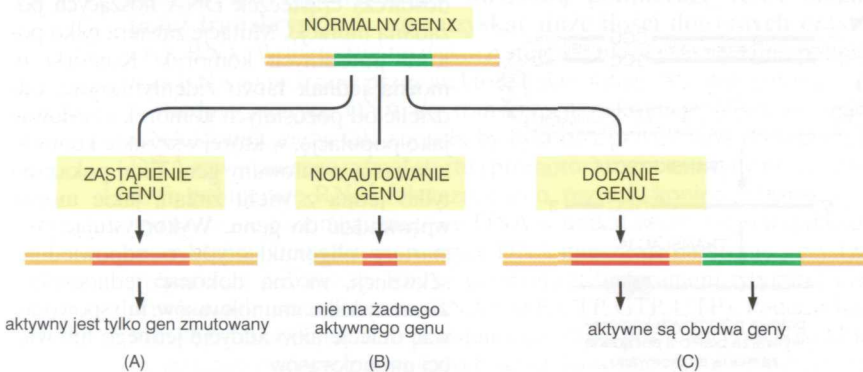 NORMALNY GEN X
ZASTĄPIENIE
GENU
NOKAUTOWANIE
GENU
DODANIE
GENU
aktywny jest tylko gen zmutowany
nie ma żadnego
aktywnego genu
aktywne są obydwa geny
(A)
(B)
(C)